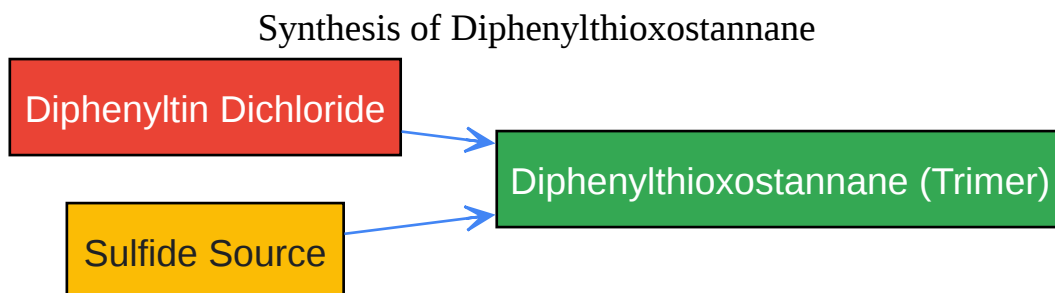 Synthesis of Diphenylthioxostannane
Diphenyltin Dichloride
Diphenylthioxostannane (Trimer)
Sulfide Source